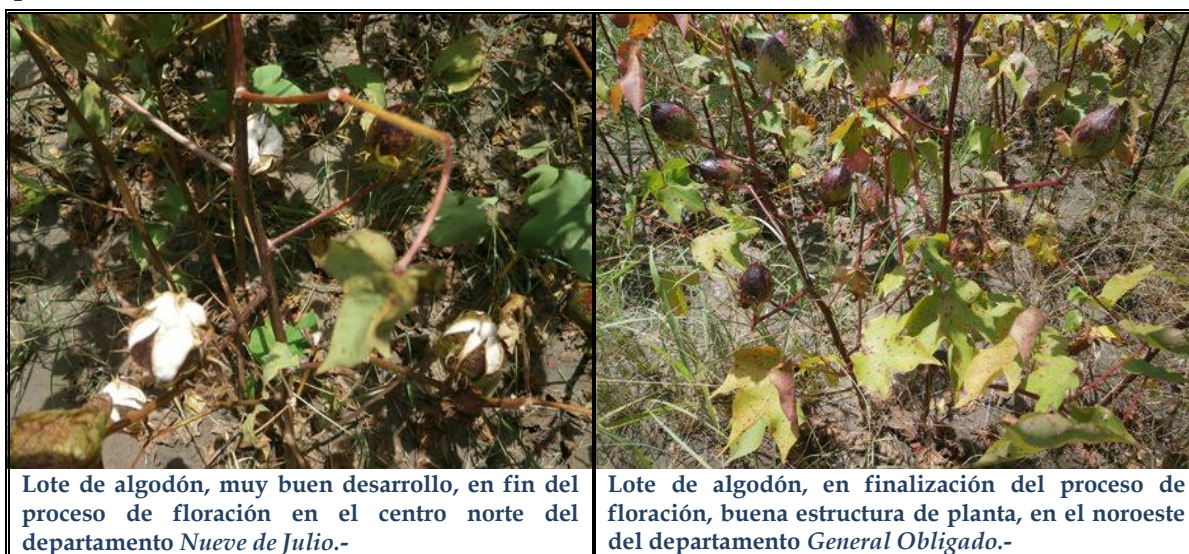 Lote de algodón, muy buen desarrollo, en fin del
proceso de floración en el centro norte del
departamento Nueve de Julio.-
Lote de algodón, en finalización del proceso de
floración, buena estructura de planta, en el noroeste
del departamento General Obligado.-